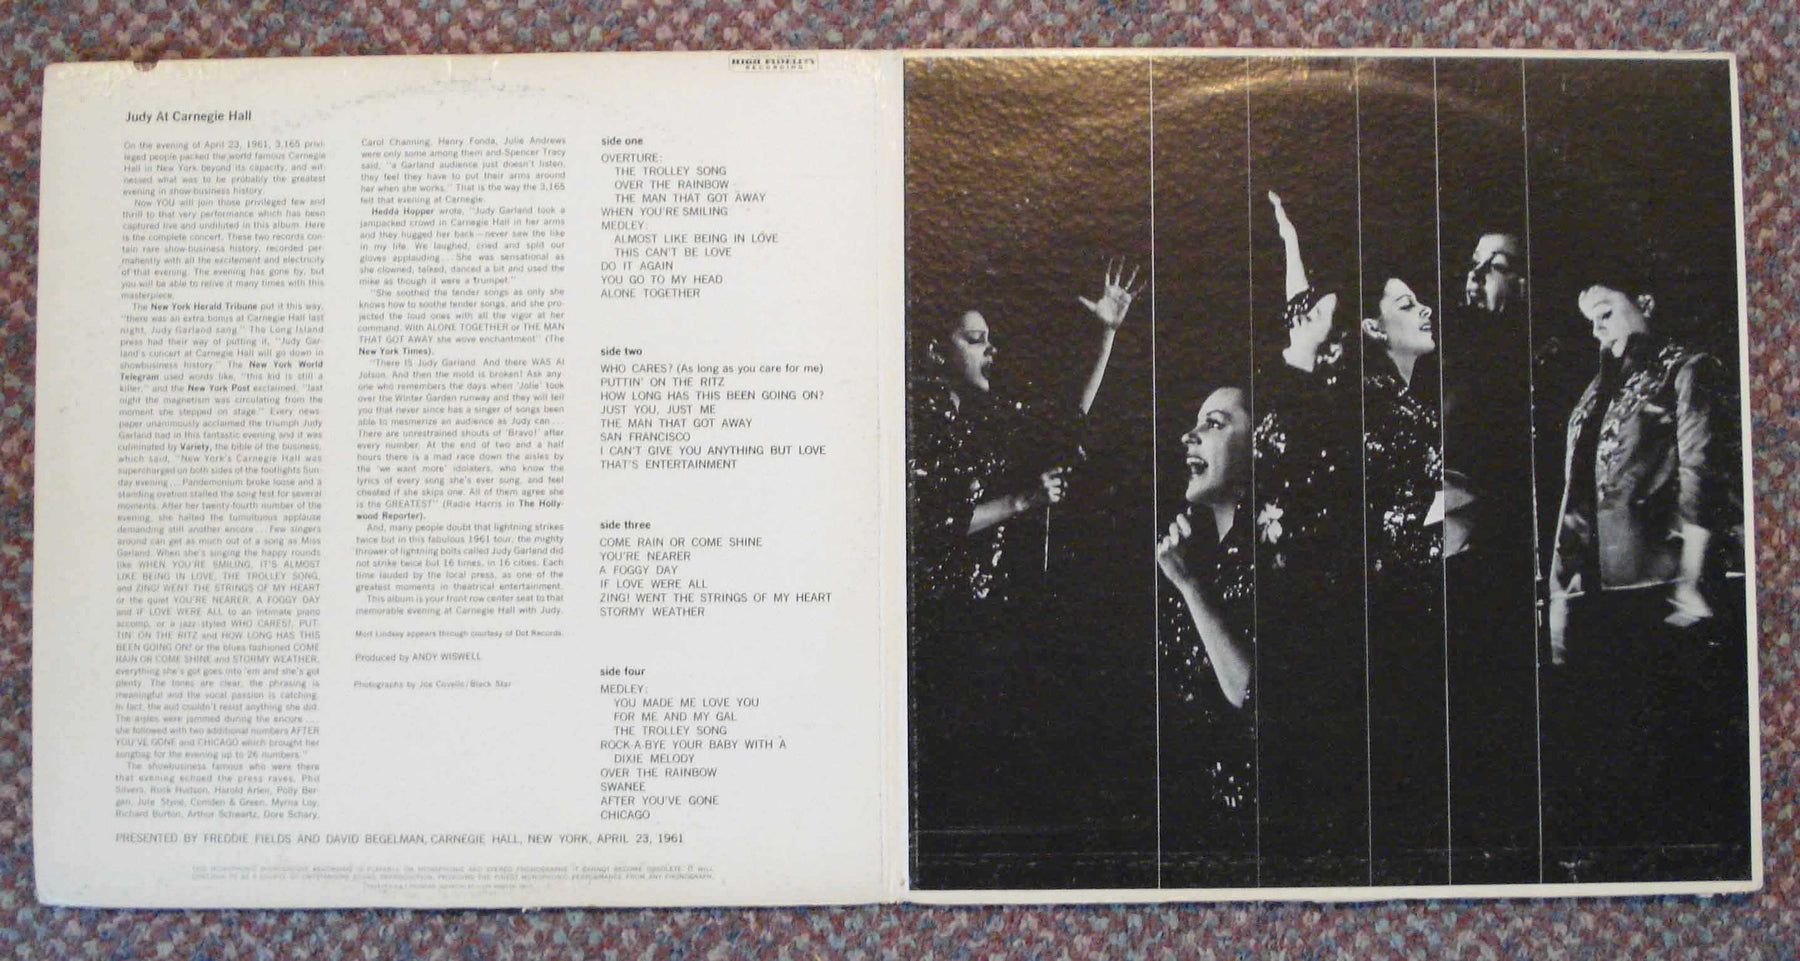 HIGH FIDELITY
RECORDING
Judy At Carnegie Hall
On the evening of April 23, 1961, 3,165 privi-
leged people packed the world famous Carnegie
Hall in New York beyond its capacity, and wit-
nessed what was to be probably the greatest
evening in show-business history.
Now YOU will join those privileged few and
thrill to that very performance which has been
captured live and undiluted in this album. Here
is the complete concert. These two records con-
tain rare show-business history, recorded per-
manently with all the excitement and electricity
of that evening. The evening has gone by, but
you will be able to relive it many times with this
masterpiece.
The New York Herald Tribune put it this way,
"there was an extra bonus at Carnegie Hall last
night, Judy Garland sang." The Long Island
press had their way of putting it, "Judy Gar-
land's concert at Carnegie Hall will go down in
showbusiness history." The New York World
Telegram used words like, "this kid is still a
killer," and the New York Post exclaimed, "last
night the magnetism was circulating from the
moment she stepped on stage." Every news-
paper unanimously acclaimed the triumph Judy
Garland had in this fantastic evening and it was
culminated by Variety, the bible of the business,
which said, "New York's Carnegie Hall was
supercharged on both sides of the footlights Sun-
day evening ... Pandemonium broke loose and a
standing ovation stalled the song fest for several
moments. After her twenty-fourth number of the
evening, she halted the tumultuous applause
demanding still another encore ... Few singers
around can get as much out of a song as Miss
Garland. When she's singing the happy rounds
like WHEN YOU'RE SMILING, IT'S ALMOST
LIKE BEING IN LOVE, THE TROLLEY SONG,
and ZING! WENT THE STRINGS OF MY HEART
or the quiet YOU'RE NEARER, A FOGGY DAY
and IF LOVE WERE ALL to an intimate piano
accomp, or a jazz-styled WHO CARES?, PUT-
TIN' ON THE RITZ and HOW LONG HAS THIS
BEEN GOING ON? or the blues fashioned COME
RAIN OR COME SHINE and STORMY WEATHER,
everything she's got goes into 'em and she's got
plenty. The tones are clear, the phrasing is
meaningful and the vocal passion is catching.
In fact, the aud couldn't resist anything she did.
The aisles were jammed during the encore ...
she followed with two additional numbers AFTER
YOU'VE GONE and CHICAGO which brought her
songbag for the evening up to 26 numbers."
The showbusiness famous who were there
that evening echoed the press raves. Phil
Silvers, Rock Hudson, Harold Arlen, Polly Ber-
gen, Jule Styne, Comden & Green, Myrna Loy,
Richard Burton, Arthur Schwartz, Dore Schary,
Carol Channing, Henry Fonda, Julie Andrews
were only some among them and Spencer Tracy
said, "a Garland audience just doesn't listen,
they feel they have to put their arms around
her when she works." That is the way the 3,165
felt that evening at Carnegie.
Hedda Hopper wrote, "Judy Garland took a
jampacked crowd in Carnegie Hall in her arms
and they hugged her back—never saw the like
in my life. We laughed, cried and split our
gloves applauding ... She was sensational as
she clowned, talked, danced a bit and used the
mike as though it were a trumpet."
"She soothed the tender songs as only she
knows how to soothe tender songs, and she pro-
jected the loud ones with all the vigor at her
command. With ALONE TOGETHER or THE MAN
THAT GOT AWAY she wove enchantment" (The
New York Times).
"There IS Judy Garland. And there WAS Al
Jolson. And then the mold is broken! Ask any-
one who remembers the days when 'Jolie' took
over the Winter Garden runway and they will tell
you that never since has a singer of songs been
able to mesmerize an audience as Judy can ...
There are unrestrained shouts of 'Bravo!' after
every number. At the end of two and a half
hours there is a mad race down the aisles by
the 'we want more' idolaters, who know the
lyrics of every song she's ever sung, and feel
cheated if she skips one. All of them agree she
is the GREATEST" (Radie Harris in The Holly-
wood Reporter).
And, many people doubt that lightning strikes
twice but in this fabulous 1961 tour, the mighty
thrower of lightning bolts called Judy Garland did
not strike twice but 16 times, in 16 cities. Each
time lauded by the local press, as one of the
greatest moments in theatrical entertainment.
This album is your front row center seat to that
memorable evening at Carnegie Hall with Judy.
Mort Lindsey appears through courtesy of Dot Records.
Produced by ANDY WISWELL
Photographs by Joe Covello/Black Star
side one
OVERTURE:
THE TROLLEY SONG
OVER THE RAINBOW
THE MAN THAT GOT AWAY
WHEN YOU'RE SMILING
MEDLEY:
ALMOST LIKE BEING IN LOVE
THIS CAN'T BE LOVE
DO IT AGAIN
YOU GO TO MY HEAD
ALONE TOGETHER
side two
WHO CARES? (As long as you care for me)
PUTTIN' ON THE RITZ
HOW LONG HAS THIS BEEN GOING ON?
JUST YOU, JUST ME
THE MAN THAT GOT AWAY
SAN FRANCISCO
I CAN'T GIVE YOU ANYTHING BUT LOVE
THAT'S ENTERTAINMENT
side three
COME RAIN OR COME SHINE
YOU'RE NEARER
A FOGGY DAY
IF LOVE WERE ALL
ZING! WENT THE STRINGS OF MY HEART
STORMY WEATHER
side four
MEDLEY:
YOU MADE ME LOVE YOU
FOR ME AND MY GAL
THE TROLLEY SONG
ROCK-A-BYE YOUR BABY WITH A
DIXIE MELODY
OVER THE RAINBOW
SWANEE
AFTER YOU'VE GONE
CHICAGO
PRESENTED BY FREDDIE FIELDS AND DAVID BEGELMAN, CARNEGIE HALL, NEW YORK, APRIL 23, 1961
THIS MONOPHONIC MICROGROOVE RECORDING IS PLAYABLE ON MONOPHONIC AND STEREO PHONOGRAPHS. IT CANNOT BECOME OBSOLETE. IT WILL
CONTINUE TO BE A SOURCE OF OUTSTANDING SOUND REPRODUCTION, PROVIDING THE FINEST MONOPHONIC PERFORMANCE FROM ANY PHONOGRAPH.